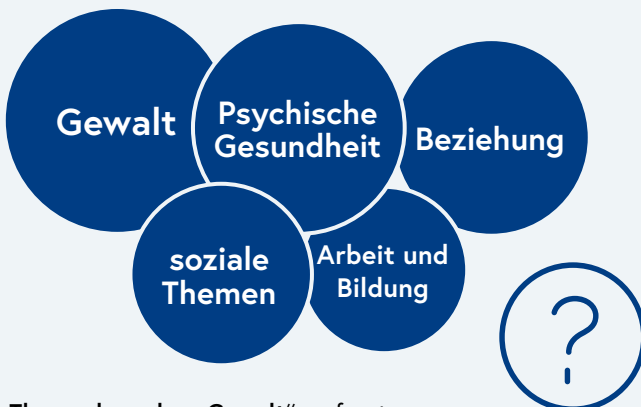 Gewalt
Psychische
Gesundheit
Beziehung
soziale
Themen
Arbeit und
Bildung
?